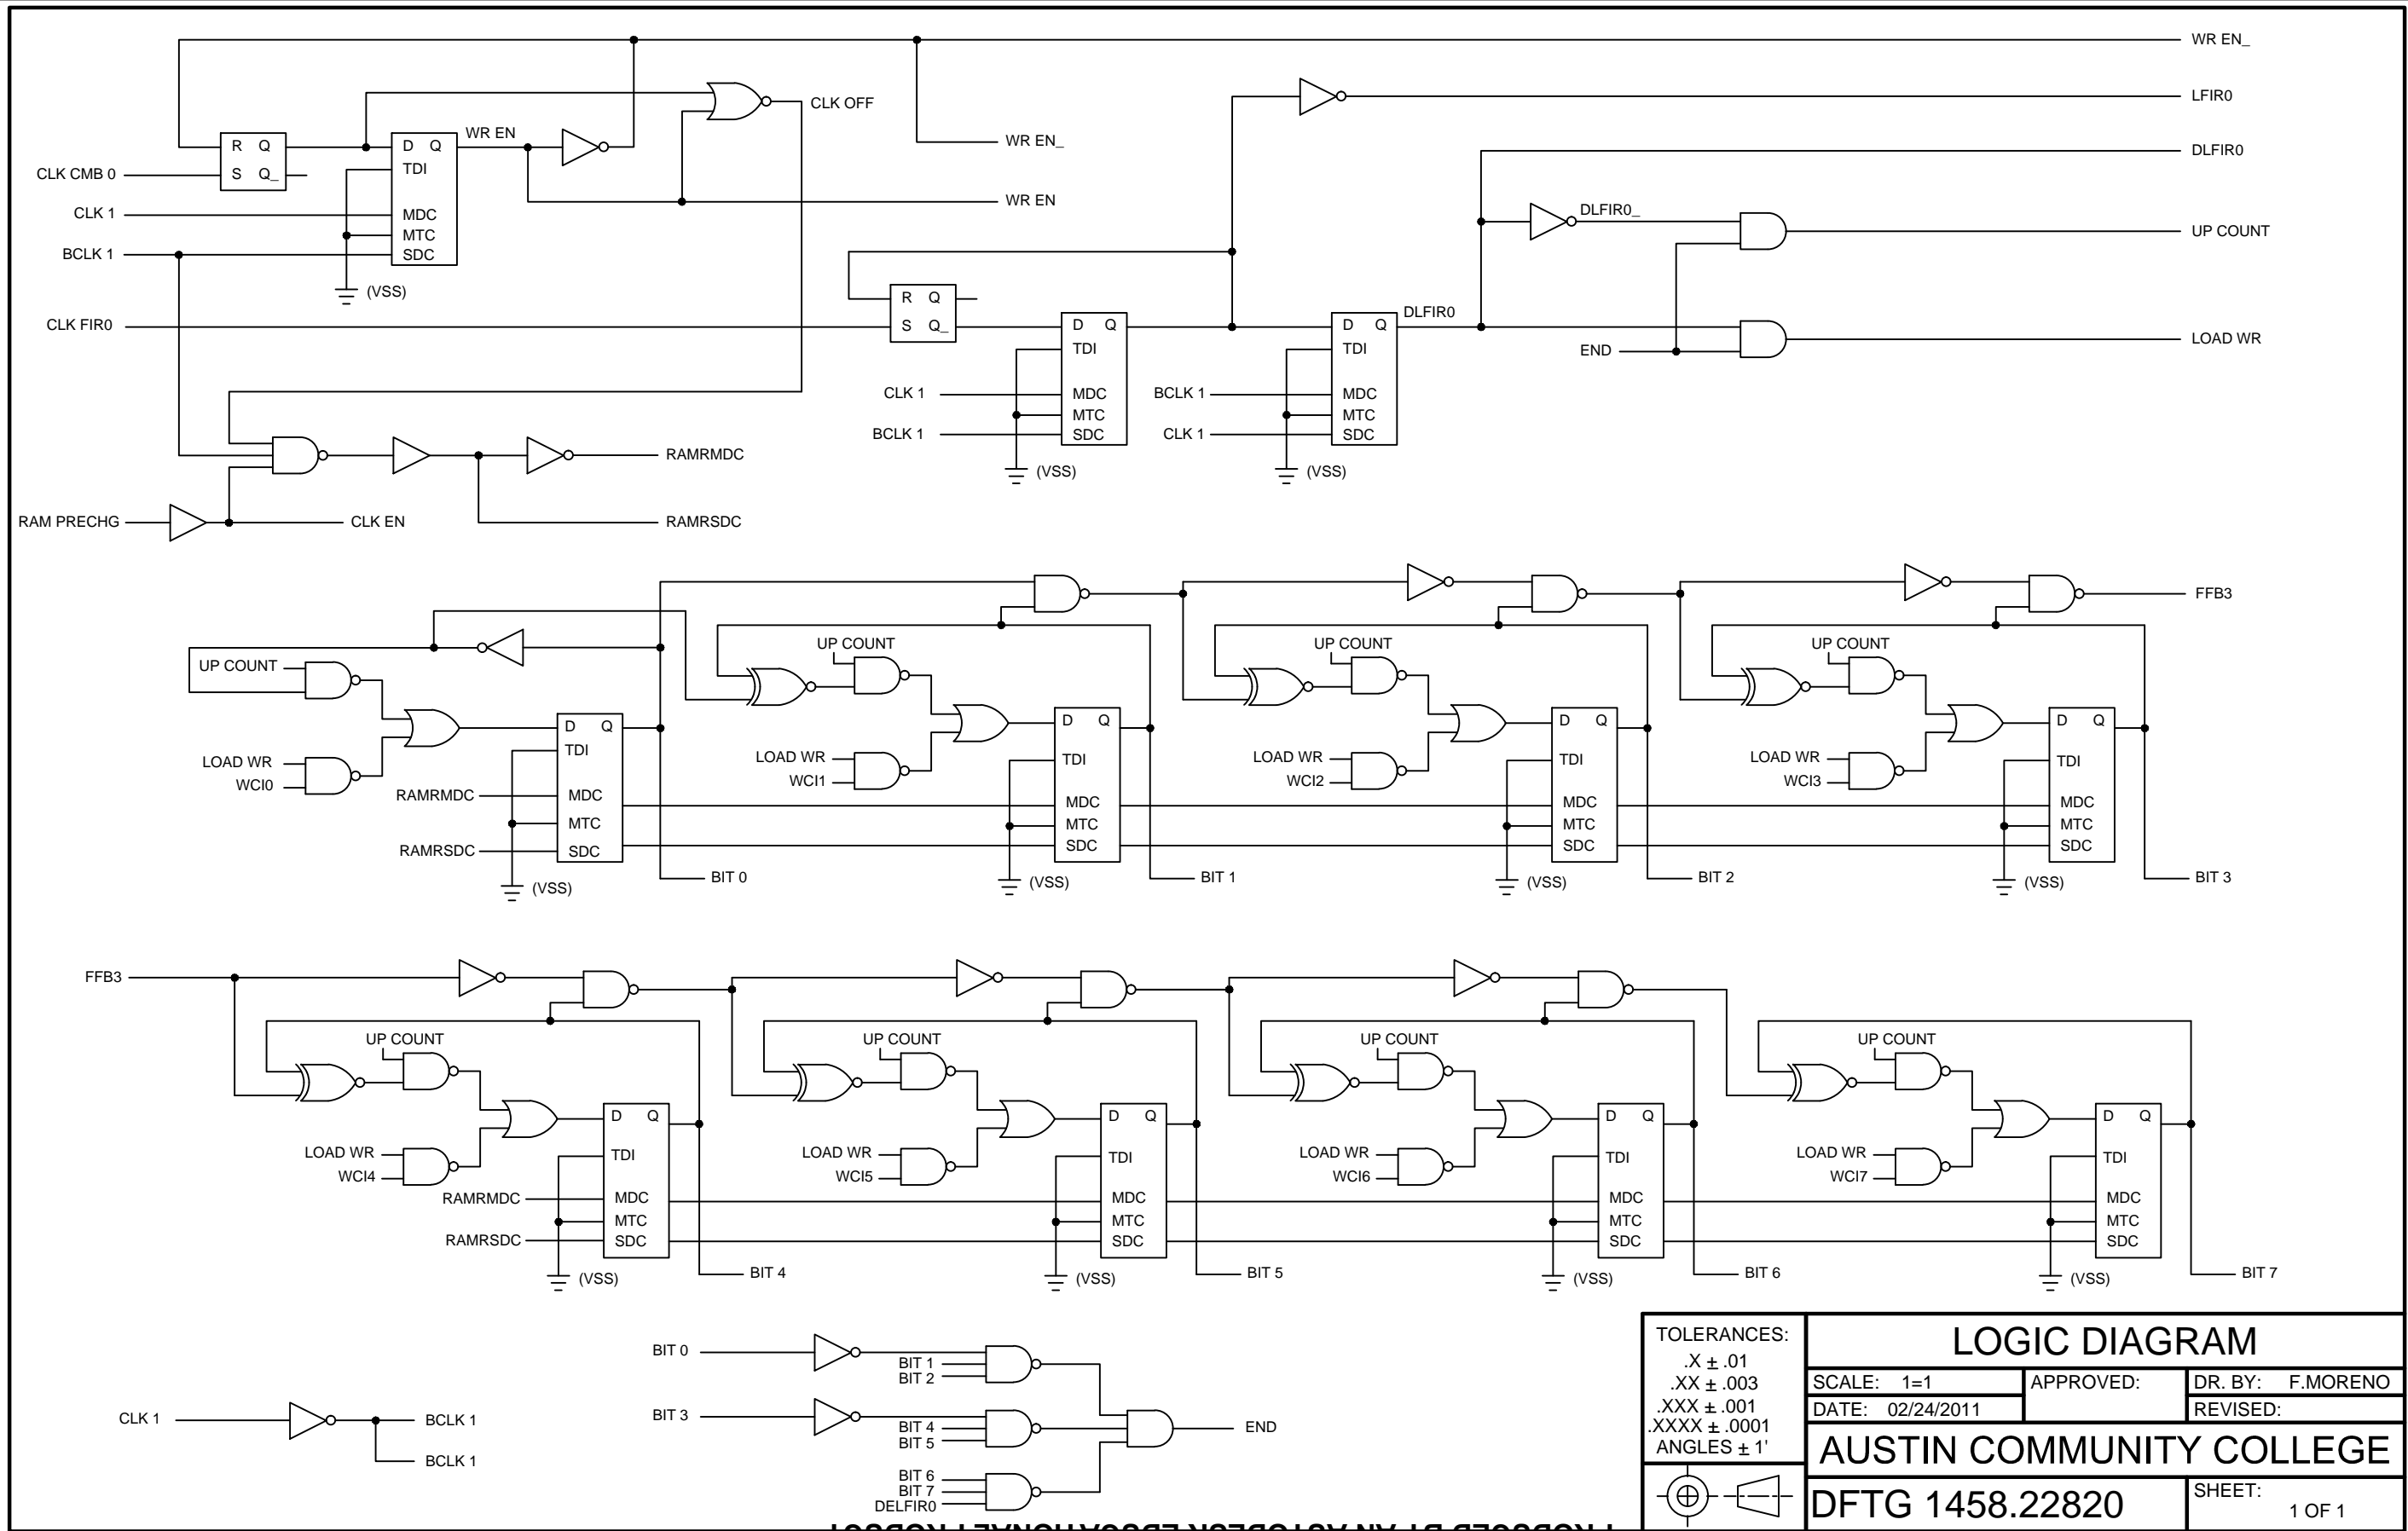 WR EN_
LFIR0
CLK OFF
WR EN
WR EN_
R Q
S Q_
D Q
TDI
MDC
MTC
SDC
CLK CMB 0
CLK 1
BCLK 1
(VSS)
WR EN
DLFIR0
DLFIR0_
UP COUNT
CLK FIR0
R Q
S Q_
D Q
TDI
MDC
MTC
SDC
DLFIR0
D Q
TDI
MDC
MTC
SDC
END
LOAD WR
CLK 1
BCLK 1
BCLK 1
CLK 1
(VSS)
(VSS)
RAMRMDC
RAM PRECHG
CLK EN
RAMRSDC
FFB3
UP COUNT
UP COUNT
UP COUNT
UP COUNT
LOAD WR
WCI0
D Q
TDI
MDC
MTC
SDC
RAMRMDC
RAMRSDC
(VSS)
BIT 0
LOAD WR
WCI1
D Q
TDI
MDC
MTC
SDC
(VSS)
BIT 1
LOAD WR
WCI2
D Q
TDI
MDC
MTC
SDC
(VSS)
BIT 2
LOAD WR
WCI3
D Q
TDI
MDC
MTC
SDC
(VSS)
BIT 3
FFB3
UP COUNT
LOAD WR
WCI4
D Q
TDI
MDC
MTC
SDC
RAMRMDC
RAMRSDC
(VSS)
BIT 4
UP COUNT
LOAD WR
WCI5
D Q
TDI
MDC
MTC
SDC
(VSS)
BIT 5
UP COUNT
LOAD WR
WCI6
D Q
TDI
MDC
MTC
SDC
(VSS)
BIT 6
UP COUNT
LOAD WR
WCI7
D Q
TDI
MDC
MTC
SDC
(VSS)
BIT 7
CLK 1
BCLK 1
BCLK 1
BIT 0
BIT 1
BIT 2
BIT 3
BIT 4
BIT 5
BIT 6
BIT 7
DELFIR0
END
TOLERANCES:
.X ± .01
.XX ± .003
.XXX ± .001
.XXXX ± .0001
ANGLES ± 1'
LOGIC DIAGRAM
SCALE: 1=1
APPROVED:
DR. BY: F.MORENO
DATE: 02/24/2011
REVISED:
AUSTIN COMMUNITY COLLEGE
DFTG 1458.22820
SHEET:
1 OF 1